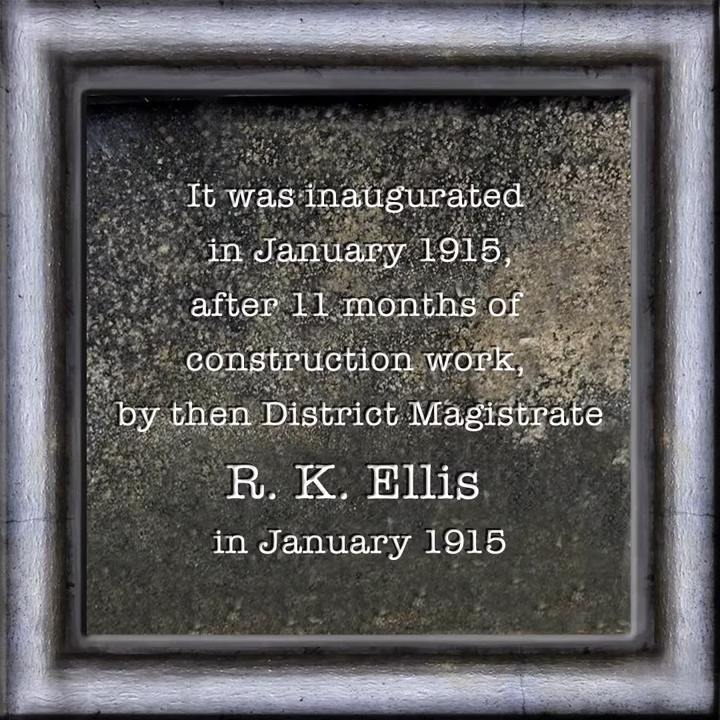 It was inaugurated
in January 1915,
after 11 months of
construction work,
by then District Magistrate
R. K. Ellis
in January 1915